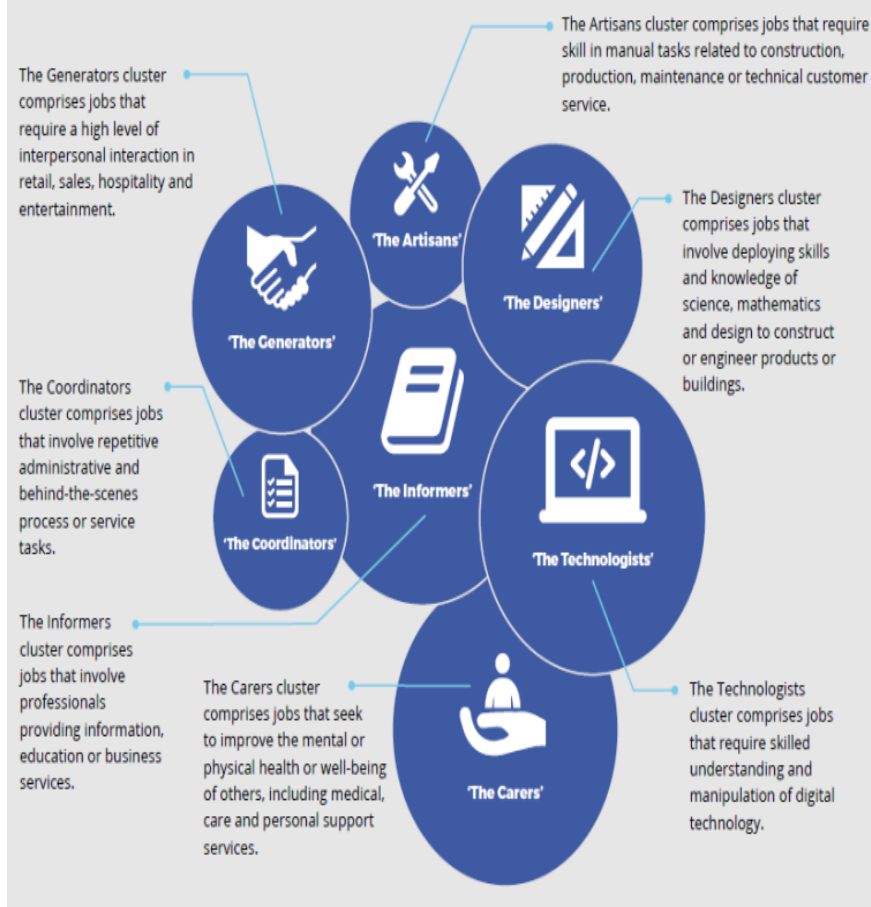 The Artisans cluster comprises jobs that require
skill in manual tasks related to construction,
production, maintenance or technical customer
service.
The Generators cluster
comprises jobs that
require a high level of
interpersonal interaction in
retail, sales, hospitality and
entertainment.
'The Artisans'
The Designers cluster
comprises jobs that
involve deploying skills
and knowledge of
science, mathematics
and design to construct
or engineer products or
buildings.
'The Designers'
'The Generators'
The Coordinators
cluster comprises jobs
that involve repetitive
administrative and
behind-the-scenes
process or service
tasks.
</>
'The Informers'
'The Coordinators'
'The Technologists'
The Informers
cluster comprises
jobs that involve
professionals
providing information,
education or business
services.
The Carers cluster
comprises jobs that seek
to improve the mental or
physical health or well-being
of others, including medical,
care and personal support
services.
'The Carers'
The Technologists
cluster comprises jobs
that require skilled
understanding and
manipulation of digital
technology.